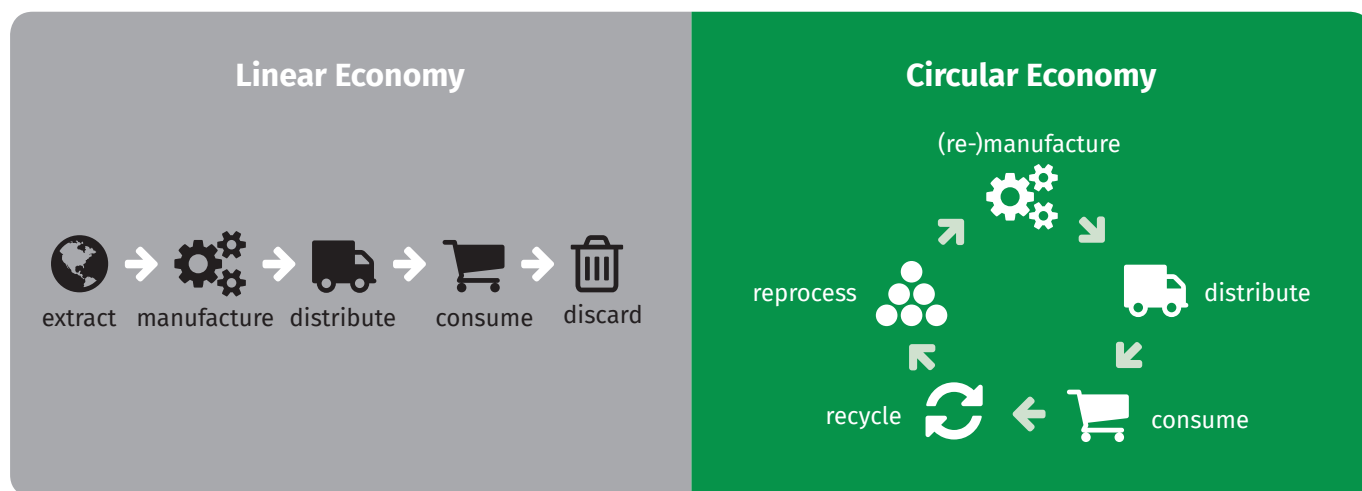 Linear Economy
extract
manufacture
distribute
consume
discard
Circular Economy
(re-)manufacture
distribute
consume
recycle
reprocess